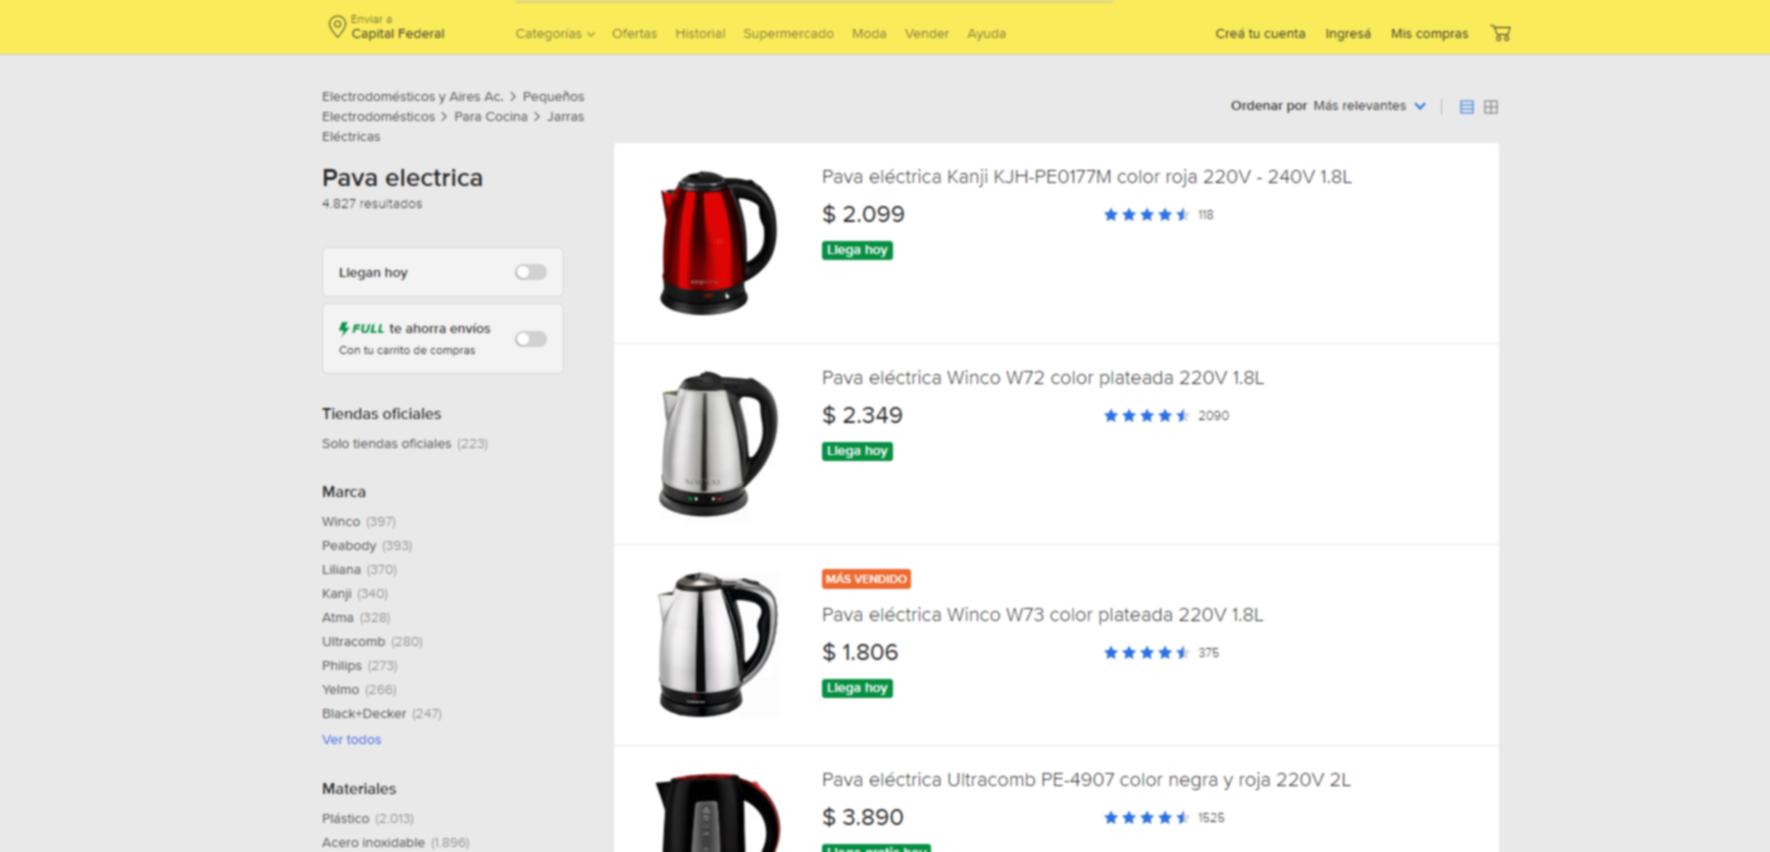 Enviar a
Capital Federal
Categorías Ofertas Historial Supermercado Moda Vender Ayuda
Creá tu cuenta Ingresá Mis compras
Electrodomésticos y Aires Ac. > Pequeños
Electrodomésticos > Para Cocina > Jarras
Eléctricas
Pava electrica
4.827 resultados
Llegan hoy
FULL te ahorra envíos
Con tu carrito de compras
Tiendas oficiales
Solo tiendas oficiales (223)
Marca
Winco (397)
Peabody (393)
Liliana (370)
Kanji (340)
Atma (328)
Ultracomb (280)
Philips (273)
Yelmo (266)
Black+Decker (247)
Ver todos
Materiales
Plástico (2.013)
Acero inoxidable (1.896)
Ordenar por Más relevantes
Pava eléctrica Kanji KJH-PE0177M color roja 220V - 240V 1.8L
$ 2.099
118
Llega hoy
Pava eléctrica Winco W72 color plateada 220V 1.8L
$ 2.349
2090
Llega hoy
MÁS VENDIDO
Pava eléctrica Winco W73 color plateada 220V 1.8L
$ 1.806
375
Llega hoy
Pava eléctrica Ultracomb PE-4907 color negra y roja 220V 2L
$ 3.890
1525
Llega gratis hoy